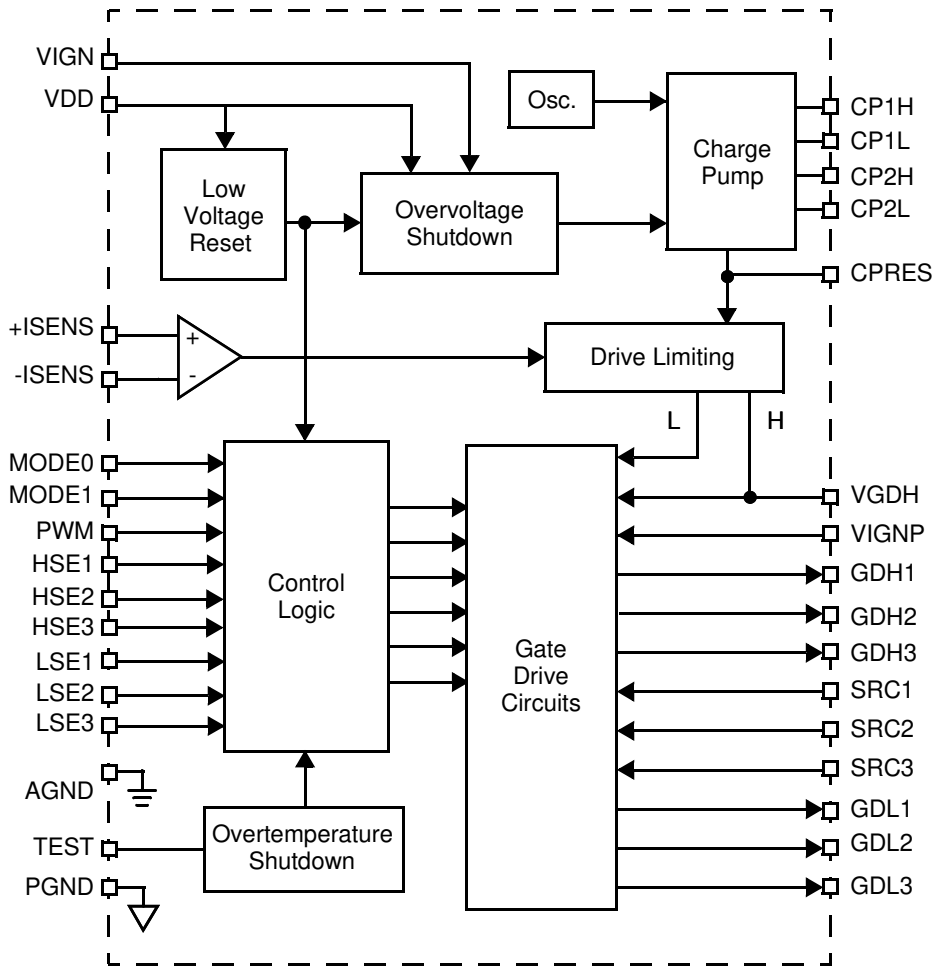 VIGN
VDD
Osc.
Charge
Pump
CP1H
CP1L
CP2H
CP2L
CPRES
Low
Voltage
Reset
Overvoltage
Shutdown
+ISENS
-ISENS
+
-
Drive Limiting
L
H
MODE0
MODE1
PWM
HSE1
HSE2
HSE3
LSE1
LSE2
LSE3
Control
Logic
Gate
Drive
Circuits
VGDH
VIGNP
GDH1
GDH2
GDH3
SRC1
SRC2
SRC3
GDL1
GDL2
GDL3
AGND
TEST
PGND
Overtemperature
Shutdown